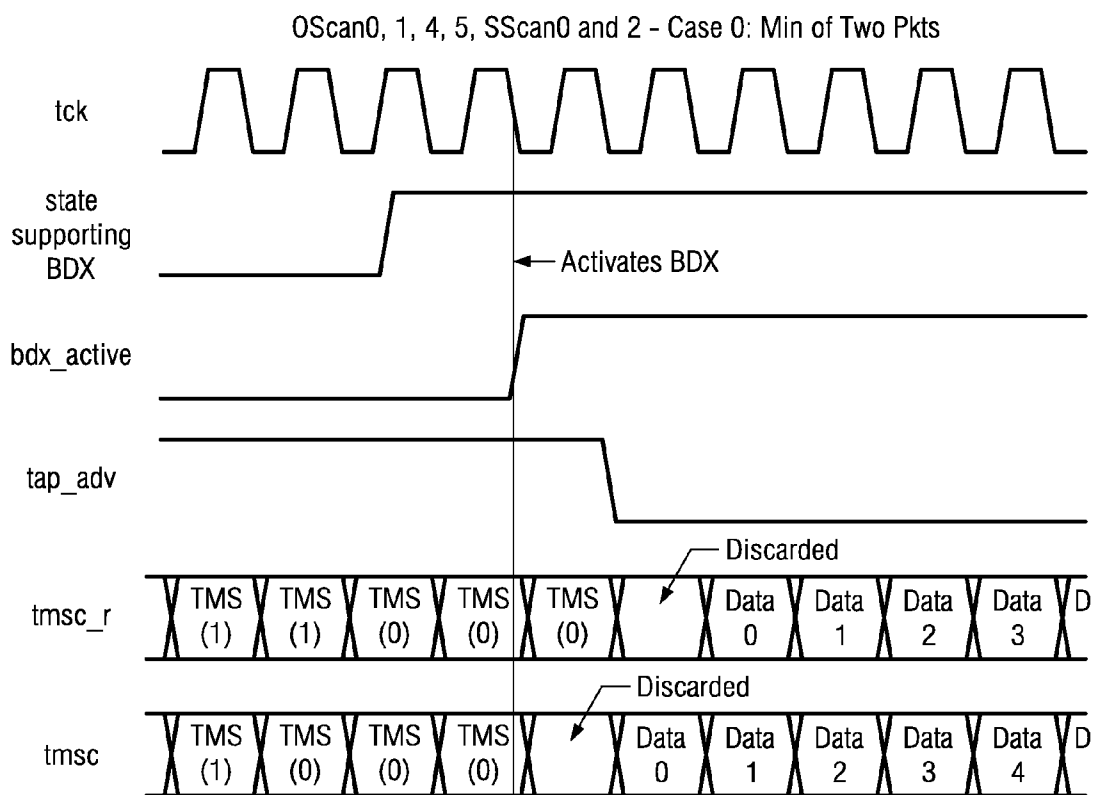 OScan0, 1, 4, 5, SScan0 and 2 - Case 0: Min of Two Pkts
tck
state
supporting
BDX
Activates BDX
bdx_active
tap_adv
Discarded
tmsc_r
TMS TMS TMS TMS TMS Data Data Data Data D
(1) (1) (0) (0) (0) 0 1 2 3
Discarded
tmsc
TMS TMS TMS TMS Data Data Data Data Data D
(1) (0) (0) (0) 0 1 2 3 4